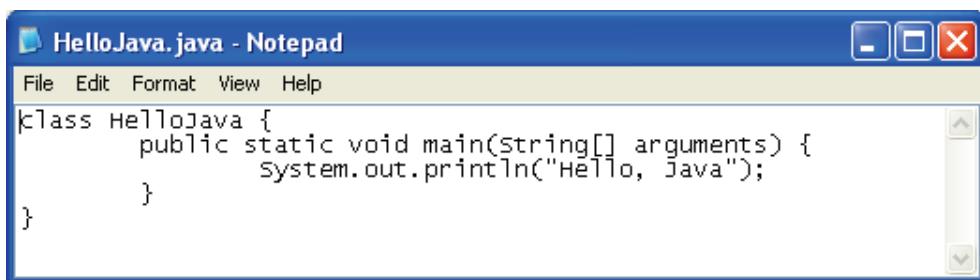 HelloJava.java - Notepad
File Edit Format View Help
class HelloJava {
        public static void main(String[] arguments) {
                System.out.println("Hello, Java");
        }
}